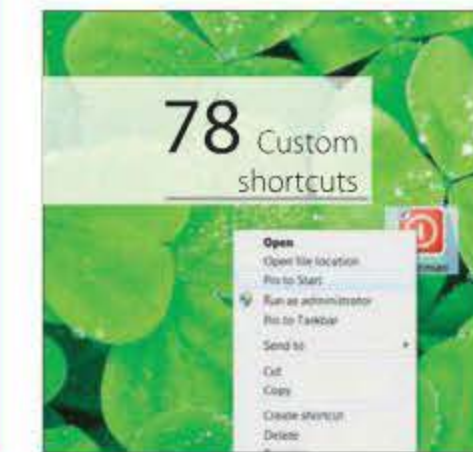 78 Custom
shortcuts
Open
Open file location
Pin to Start
Run as administrator
Pin to Taskbar
Send to
Cut
Copy
Create shortcut
Delete